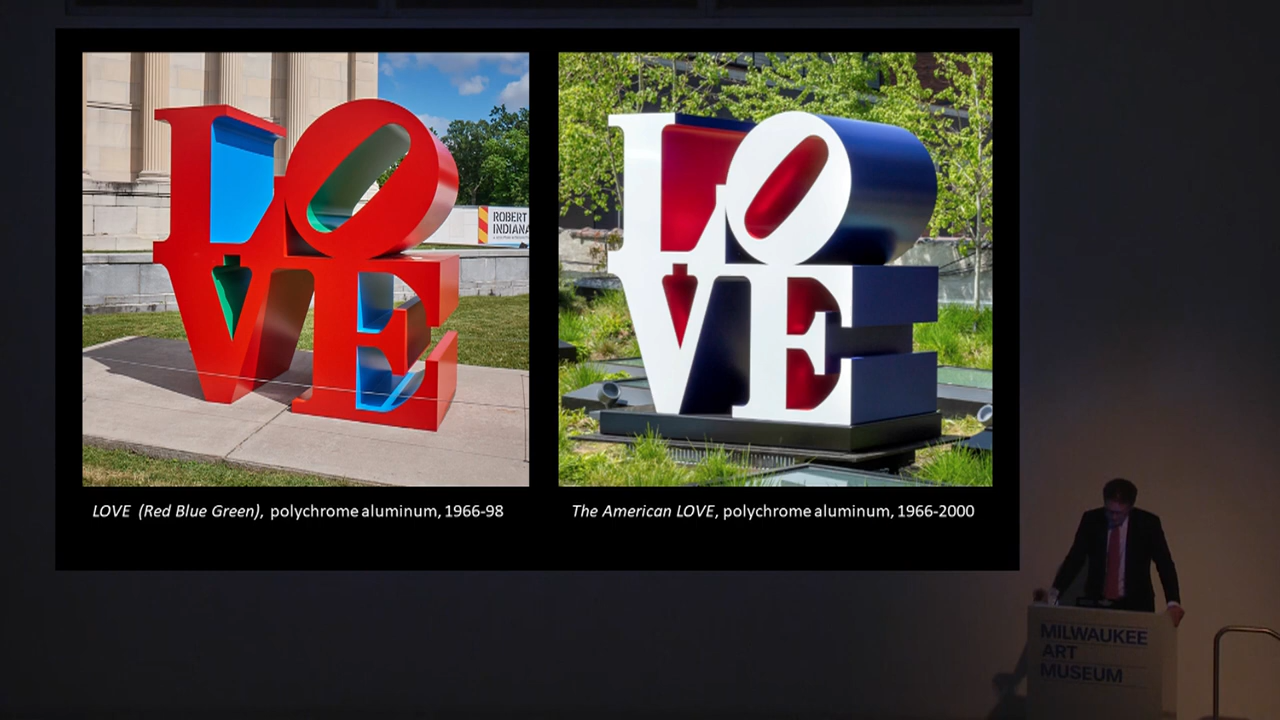 LOVE
ROBERT
INDIANA
LOVE
LOVE (Red Blue Green), polychrome aluminum, 1966-98
The American LOVE, polychrome aluminum, 1966-2000
MILWAUKEE
ART
MUSEUM